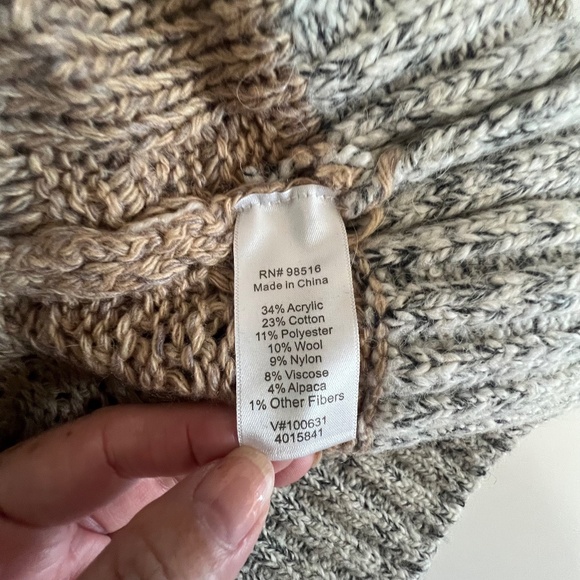 RN# 98516
Made in China
34% Acrylic
23% Cotton
11% Polyester
10% Wool
9% Nylon
8% Viscose
4% Alpaca
1% Other Fibers
V#100631
4015841